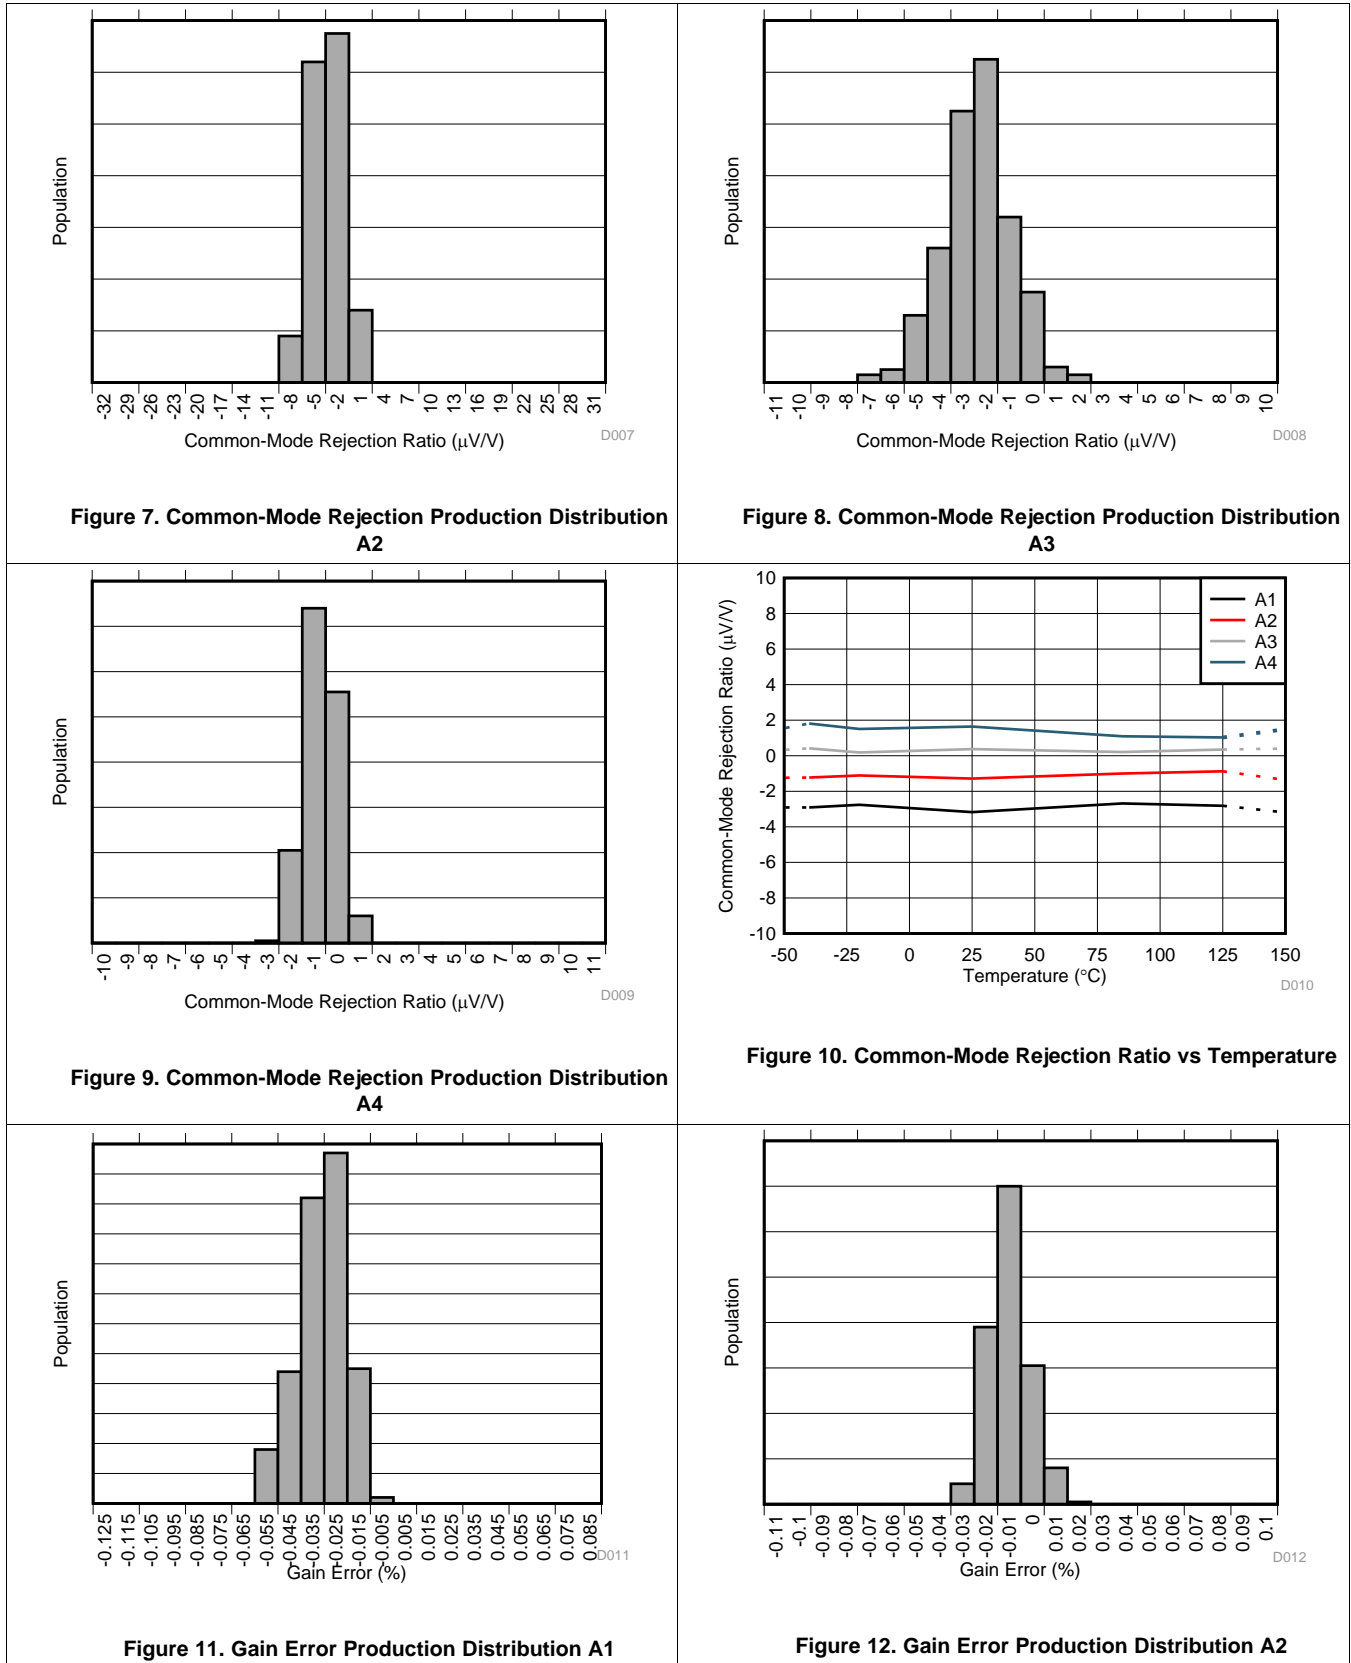 Population
-32 -29 -26 -23 -20 -17 -14 -11 -8 -5 -2 1 4 7 10 13 16 19 22 25 28 31
Common-Mode Rejection Ratio (μV/V)
D007
Figure 7. Common-Mode Rejection Production Distribution
A2
Population
-11 -10 -9 -8 -7 -6 -5 -4 -3 -2 -1 0 1 2 3 4 5 6 7 8 9 10
Common-Mode Rejection Ratio (μV/V)
D008
Figure 8. Common-Mode Rejection Production Distribution
A3
Population
-10 -9 -8 -7 -6 -5 -4 -3 -2 -1 0 1 2 3 4 5 6 7 8 9 10 11
Common-Mode Rejection Ratio (μV/V)
D009
Figure 9. Common-Mode Rejection Production Distribution
A4
Common-Mode Rejection Ratio (μV/V)
10
8
6
4
2
0
-2
-4
-6
-8
-10
-50 -25 0 25 50 75 100 125 150
Temperature (°C)
D010
A1
A2
A3
A4
Figure 10. Common-Mode Rejection Ratio vs Temperature
Population
-0.125 -0.115 -0.105 -0.095 -0.085 -0.075 -0.065 -0.055 -0.045 -0.035 -0.025 -0.015 -0.005 0.005 0.015 0.025 0.035 0.045 0.055 0.065 0.075 0.085
Gain Error (%)
D011
Figure 11. Gain Error Production Distribution A1
Population
-0.11 -0.1 -0.09 -0.08 -0.07 -0.06 -0.05 -0.04 -0.03 -0.02 -0.01 0 0.01 0.02 0.03 0.04 0.05 0.06 0.07 0.08 0.09 0.1
Gain Error (%)
D012
Figure 12. Gain Error Production Distribution A2